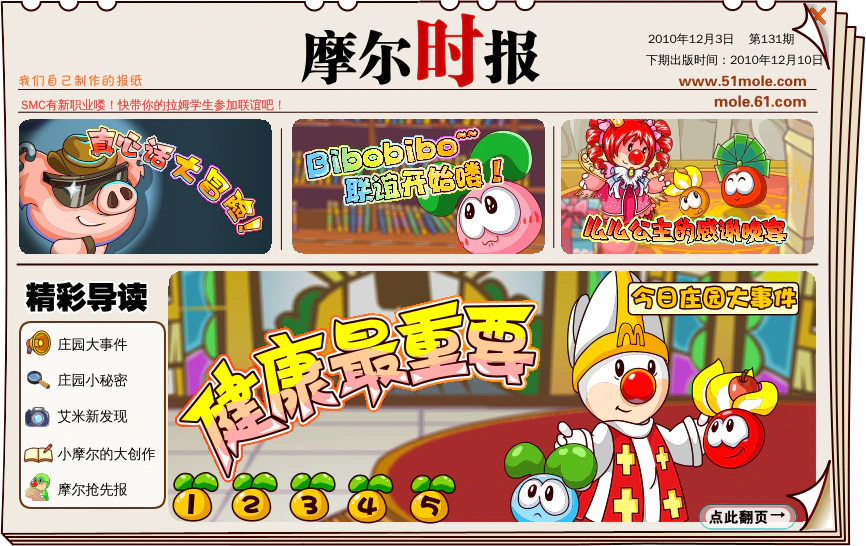 摩尔时报
2010年12月3日 第131期
下期出版时间：2010年12月10日
我们自己制作的报纸
www.51mole.com
SMC有新职业喽！快带你的拉姆学生参加联谊吧！
mole.61.com
真心话大冒险！
Bibobibo~~
联谊开始喽！
么么公主的感谢晚宴
精彩导读
庄园大事件
庄园小秘密
艾米新发现
小摩尔的大创作
摩尔抢先报
今日庄园大事件
健康最重要
M
1 2 3 4 5
点此翻页→